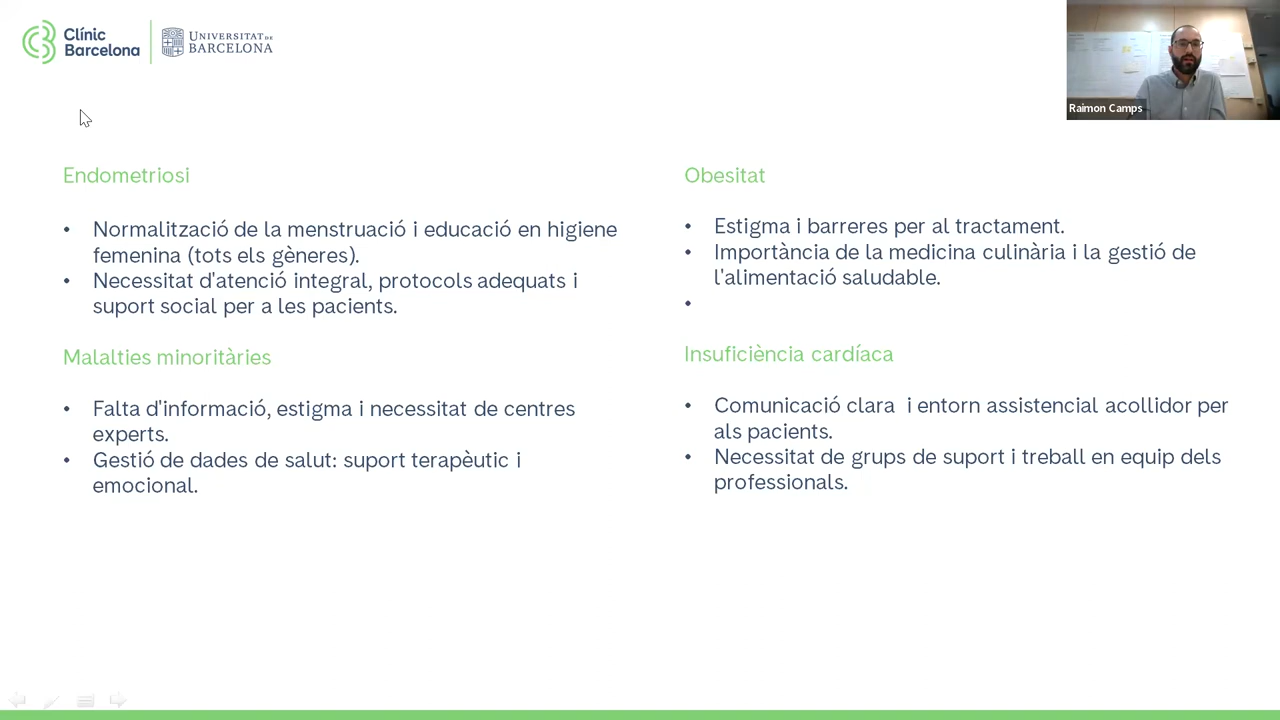 Clínic
Barcelona
UNIVERSITAT DE
BARCELONA
Raimon Camps
Endometriosi
• Normalització de la menstruació i educació en higiene
femenina (tots els gèneres).
• Necessitat d'atenció integral, protocols adequats i
suport social per a les pacients.
Malalties minoritàries
• Falta d'informació, estigma i necessitat de centres
experts.
• Gestió de dades de salut: suport terapèutic i
emocional.
Obesitat
• Estigma i barreres per al tractament.
• Importància de la medicina culinària i la gestió de
l'alimentació saludable.
•
Insuficiència cardíaca
• Comunicació clara  i entorn assistencial acollidor per
als pacients.
• Necessitat de grups de suport i treball en equip dels
professionals.